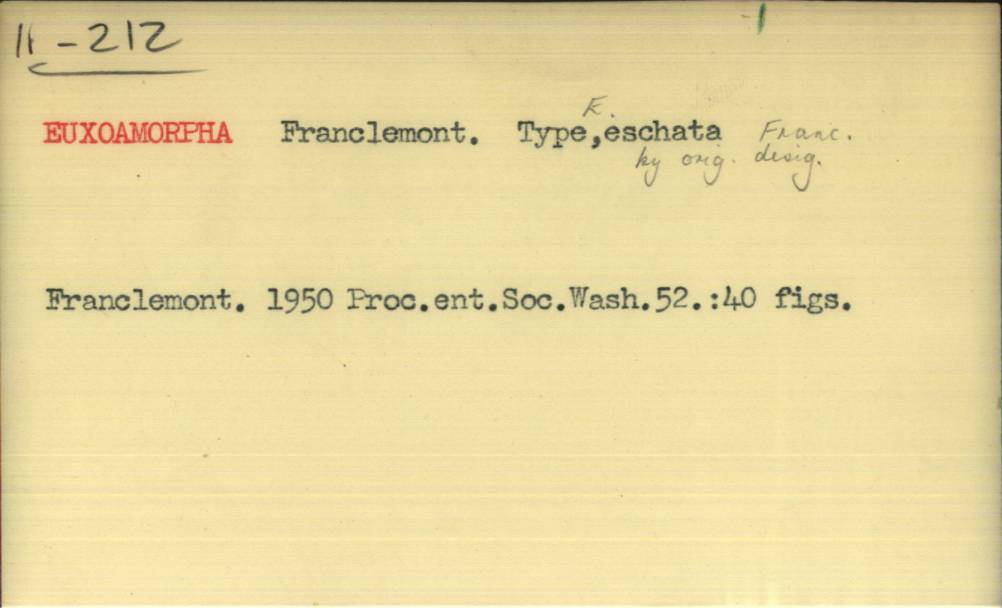 11-212
EUXOAMORPHA Franclemont. Type, E. eschata Franc.
by orig. desig.
Franclemont. 1950 Proc.ent.Soc.Wash.52.:40 figs.